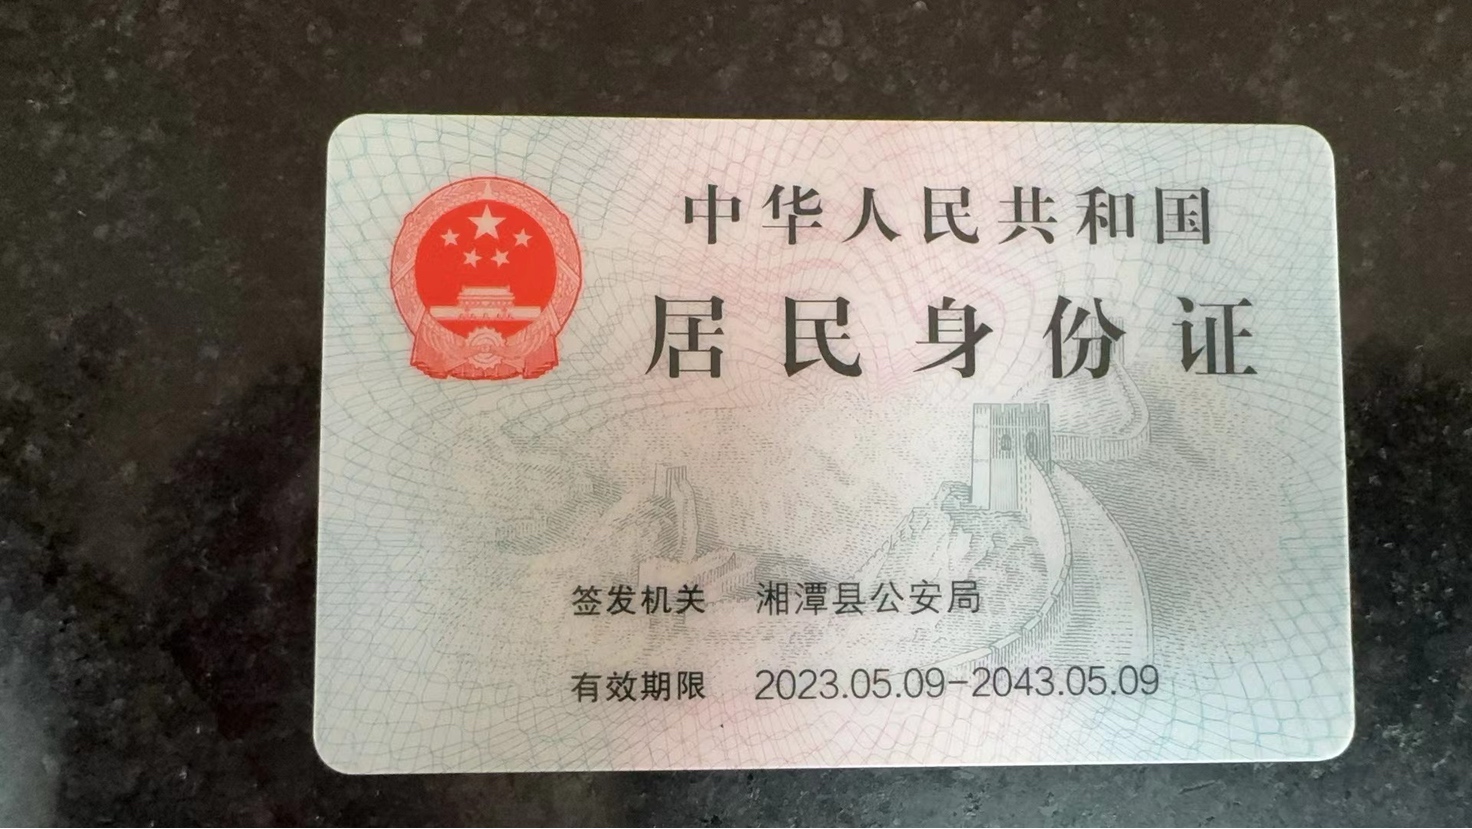 中华人民共和国
居民身份证
签发机关 湘潭县公安局
有效期限 2023.05.09-2043.05.09